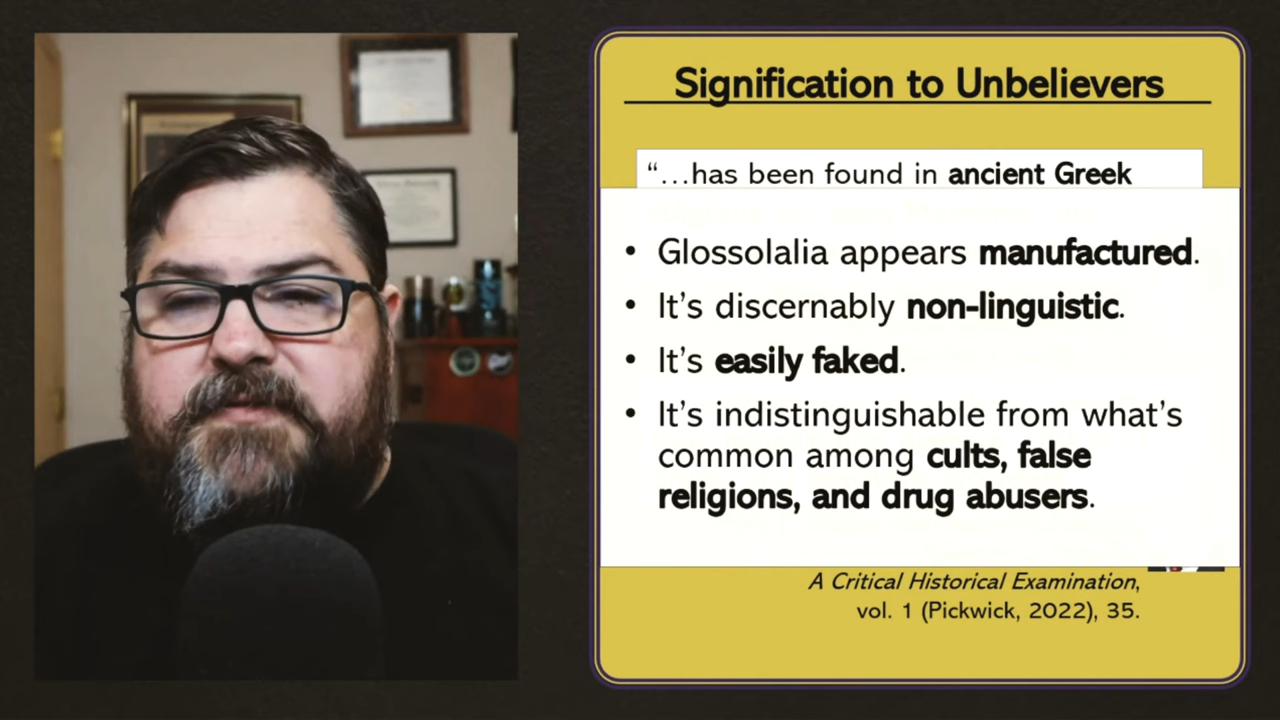 Signification to Unbelievers
“…has been found in ancient Greek
• Glossolalia appears manufactured.
• It’s discernably non-linguistic.
• It’s easily faked.
• It’s indistinguishable from what’s
common among cults, false
religions, and drug abusers.
A Critical Historical Examination,
vol. 1 (Pickwick, 2022), 35.